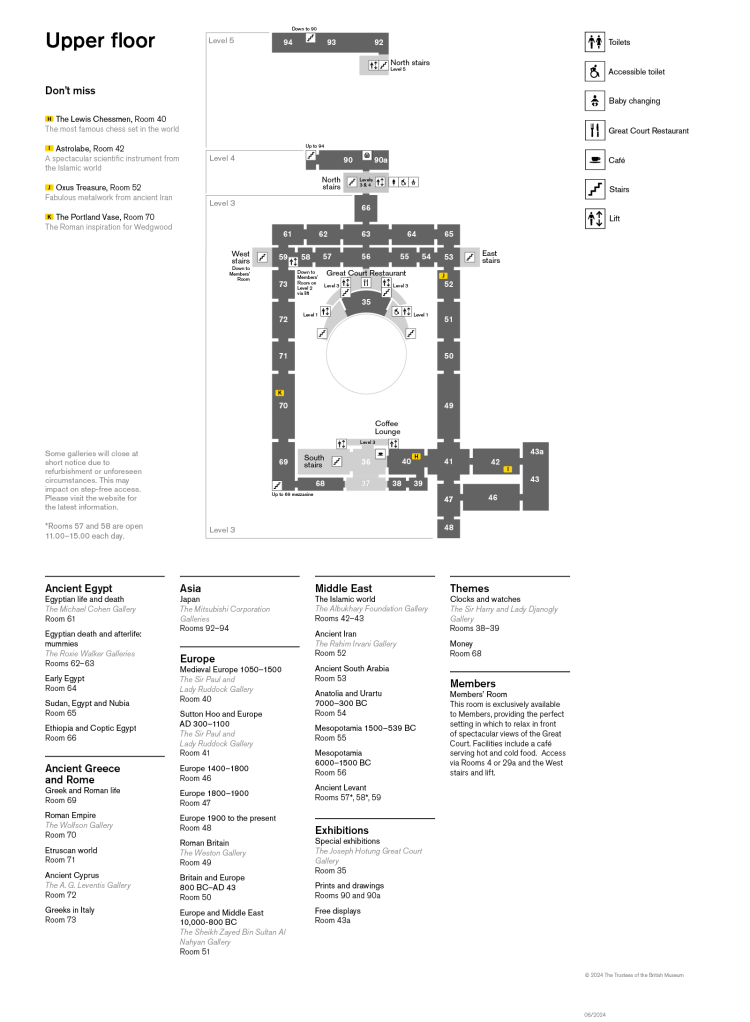 Upper floor
Don't miss
H The Lewis Chessmen, Room 40
The most famous chess set in the world
I Astrolabe, Room 42
A spectacular scientific instrument from
the Islamic world
J Oxus Treasure, Room 52
Fabulous metalwork from ancient Iran
K The Portland Vase, Room 70
The Roman inspiration for Wedgwood
Some galleries will close at
short notice due to
refurbishment or unforeseen
circumstances. This may
impact on step-free access.
Please visit the website for
the latest information.
*Rooms 57 and 58 are open
11.00–15.00 each day.
Level 5
Down to 90
94 93 92
North stairs
Level 5
Level 4
Up to 94
90 90a
North
stairs
Levels
3 & 4
Level 3
66
61 62 63 64 65
West
stairs
Down to
Members'
Room
59 58 57 56 55 54 53
East
stairs
Down to
Members'
Room on
Level 2
via lift
Great Court Restaurant
Level 3
Level 3
35
Level 1
Level 1
73
J
52
72
51
71
50
K
70
49
Coffee
Lounge
Level 3
69
South
stairs
36
40
H
41
42
I
43a
43
Up to 69 mezzanine
68
37
38 39
47
46
48
Level 3
Toilets
Accessible toilet
Baby changing
Great Court Restaurant
Café
Stairs
Lift
Ancient Egypt
Egyptian life and death
The Michael Cohen Gallery
Room 61
Egyptian death and afterlife:
mummies
The Roxie Walker Galleries
Rooms 62–63
Early Egypt
Room 64
Sudan, Egypt and Nubia
Room 65
Ethiopia and Coptic Egypt
Room 66
Ancient Greece
and Rome
Greek and Roman life
Room 69
Roman Empire
The Wolfson Gallery
Room 70
Etruscan world
Room 71
Ancient Cyprus
The A. G. Leventis Gallery
Room 72
Greeks in Italy
Room 73
Asia
Japan
The Mitsubishi Corporation
Galleries
Rooms 92–94
Europe
Medieval Europe 1050–1500
The Sir Paul and
Lady Ruddock Gallery
Room 40
Sutton Hoo and Europe
AD 300–1100
The Sir Paul and
Lady Ruddock Gallery
Room 41
Europe 1400–1800
Room 46
Europe 1800–1900
Room 47
Europe 1900 to the present
Room 48
Roman Britain
The Weston Gallery
Room 49
Britain and Europe
800 BC–AD 43
Room 50
Europe and Middle East
10,000-800 BC
The Sheikh Zayed Bin Sultan Al
Nahyan Gallery
Room 51
Middle East
The Islamic world
The Albukhary Foundation Gallery
Rooms 42–43
Ancient Iran
The Rahim Irvani Gallery
Room 52
Ancient South Arabia
Room 53
Anatolia and Urartu
7000–300 BC
Room 54
Mesopotamia 1500–539 BC
Room 55
Mesopotamia
6000–1500 BC
Room 56
Ancient Levant
Rooms 57*, 58*, 59
Exhibitions
Special exhibitions
The Joseph Hotung Great Court
Gallery
Room 35
Prints and drawings
Rooms 90 and 90a
Free displays
Room 43a
Themes
Clocks and watches
The Sir Harry and Lady Djanogly
Gallery
Rooms 38–39
Money
Room 68
Members
Members' Room
This room is exclusively available
to Members, providing the perfect
setting in which to relax in front
of spectacular views of the Great
Court. Facilities include a café
serving hot and cold food. Access
via Rooms 4 or 29a and the West
stairs and lift.
© 2024 The Trustees of the British Museum
06/2024